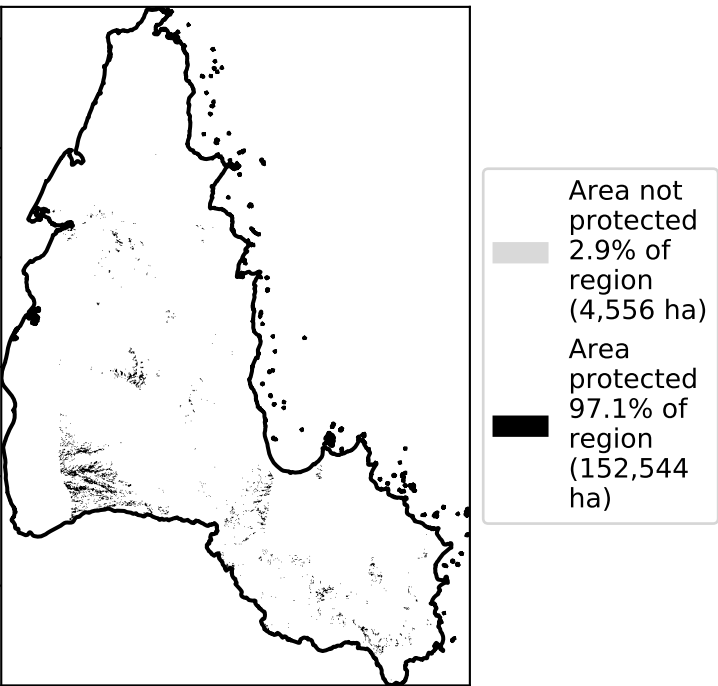 Area not
protected
2.9% of
region
(4,556 ha)
Area
protected
97.1% of
region
(152,544
ha)